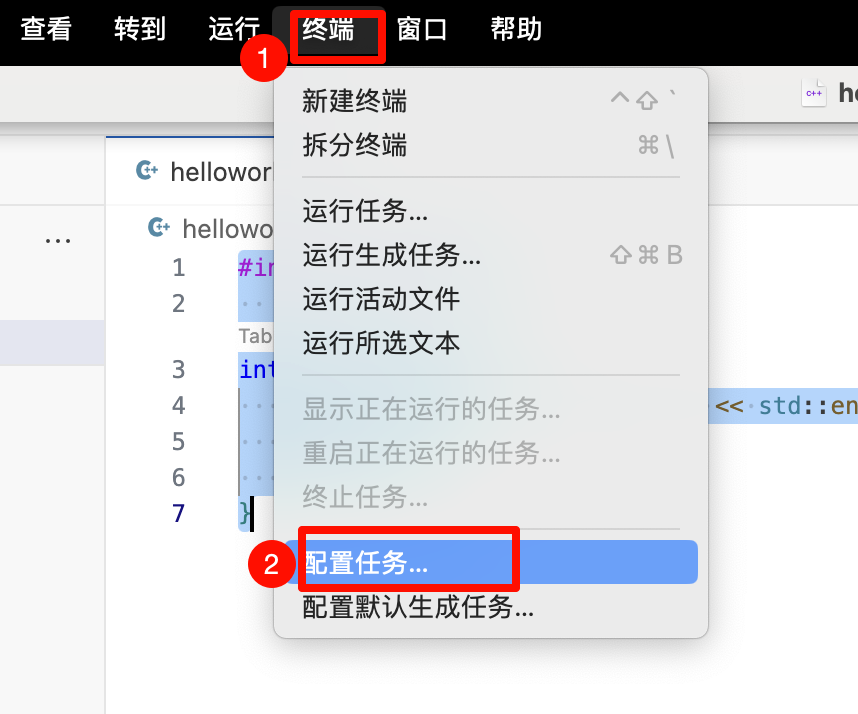 查看 转到 运行 终端 窗口 帮助
1
新建终端 ^⇧`
拆分终端 ⌘\
运行任务...
运行生成任务... ⇧⌘B
运行活动文件
运行所选文本
显示正在运行的任务...
重启正在运行的任务...
终止任务...
2 配置任务...
配置默认生成任务...
C++ he
C++ hellowor
C++ hellowo
...
1 #in
2
Tab
3 int
4 << std::en
5
6
7 }